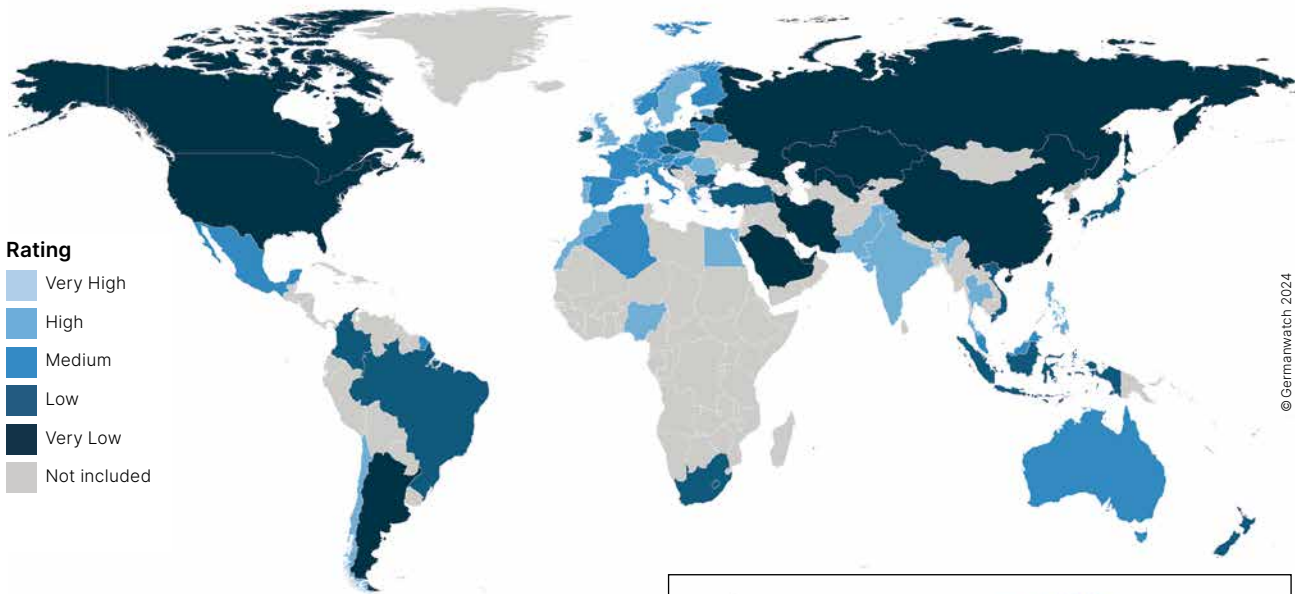 Rating
Very High
High
Medium
Low
Very Low
Not included
© Germanwatch 2024